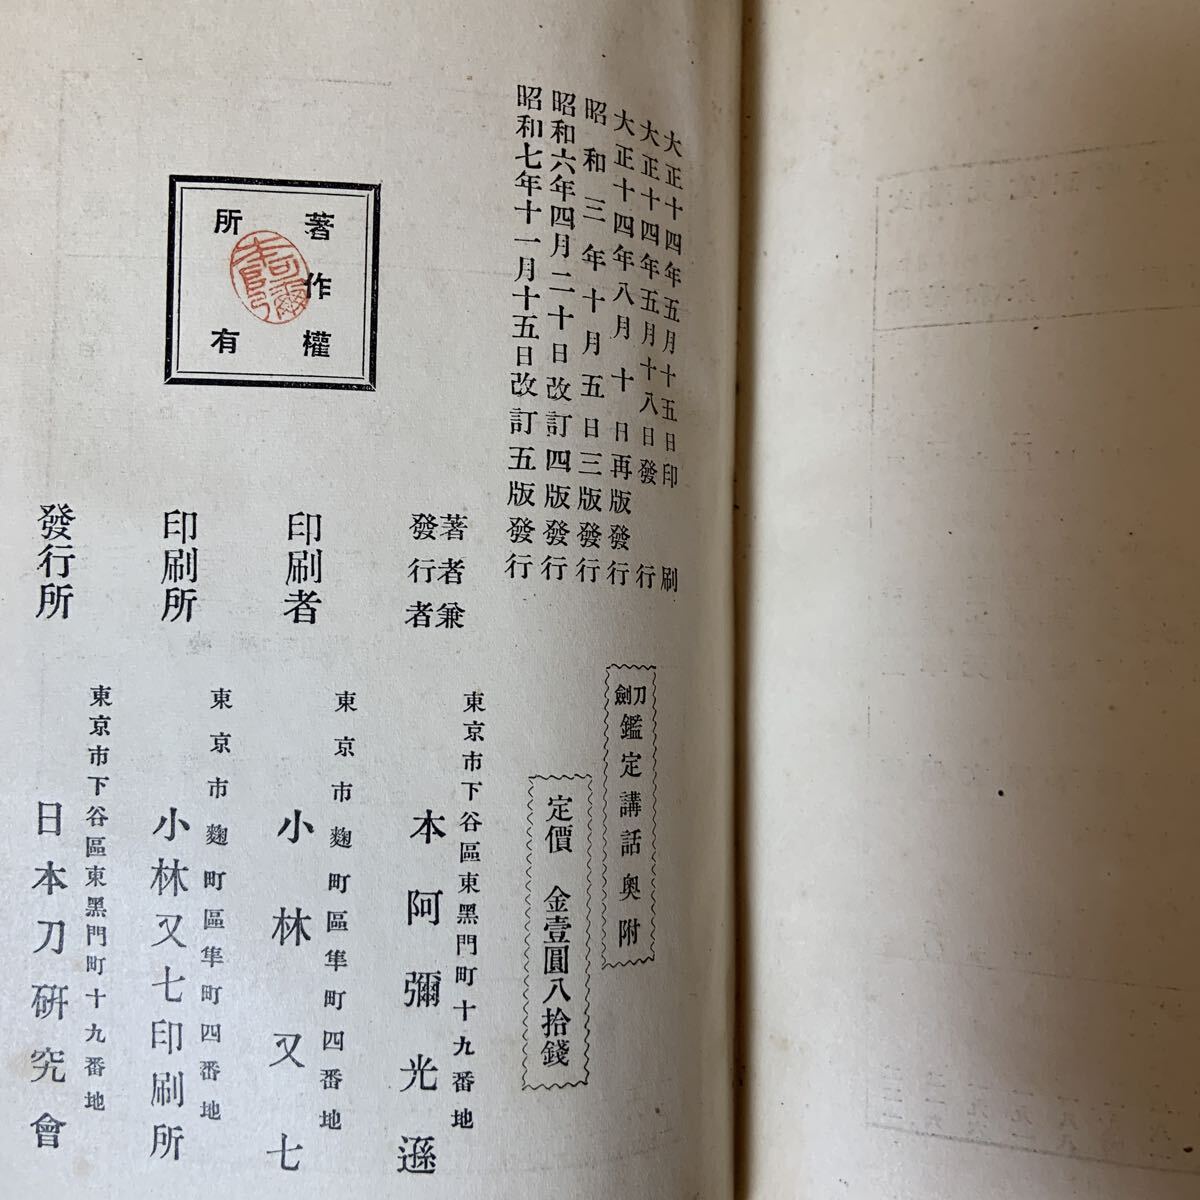 大正十四年五月十五日印刷
大正十四年五月十八日發行
大正十四年八月十日再版發行
昭和三年十月五日三版發行
昭和六年四月二十日改訂四版發行
昭和七年十一月十五日改訂五版發行
著作權
所有
刀劍鑑定講話奧附
定價 金壹圓八拾錢
著者兼
發行者
東京市下谷區東黑門町十九番地
本阿彌光遜
印刷者
東京市麴町區隼町四番地
小林又七
印刷所
東京市麴町區隼町四番地
小林又七印刷所
發行所
東京市下谷區東黑門町十九番地
日本刀研究會